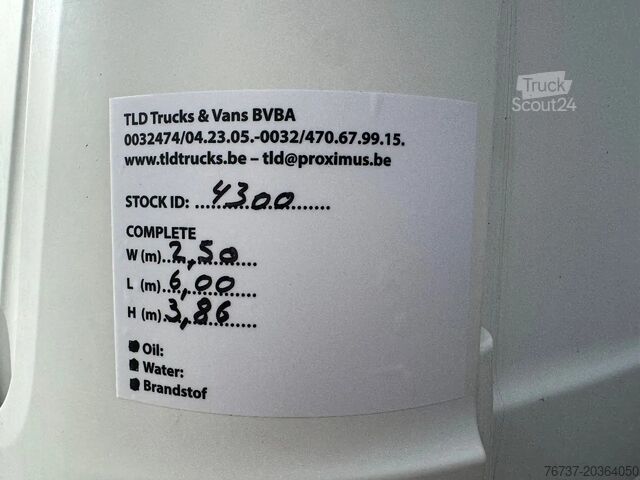 Truck
Scout24
TLD Trucks & Vans BVBA
0032474/04.23.05.-0032/470.67.99.15.
www.tldtrucks.be – tld@proximus.be
STOCK ID: ...4300.......
COMPLETE
W (m)..2,50....
L (m)..6,00....
H (m)..3,86....
Oil:
Water:
Brandstof
76737-20364050